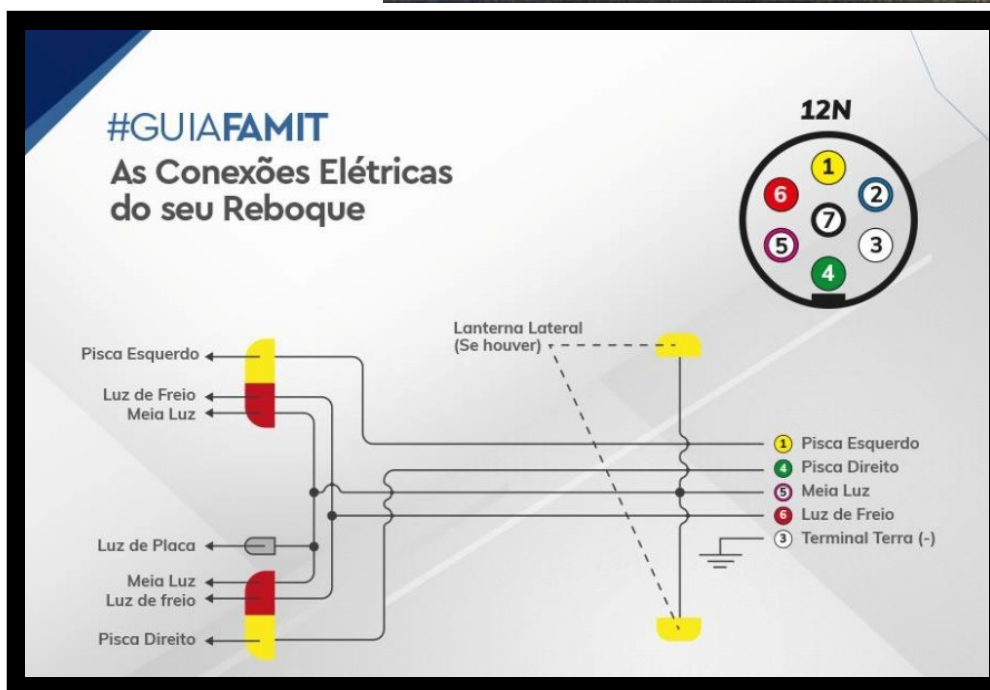 #GUIAFAMIT
As Conexões Elétricas
do seu Reboque
12N
1
6
2
7
5
3
4
Lanterna Lateral
(Se houver)
Pisca Esquerdo
Luz de Freio
Meia Luz
Luz de Placa
Meia Luz
Luz de freio
Pisca Direito
1 Pisca Esquerdo
4 Pisca Direito
5 Meia Luz
6 Luz de Freio
3 Terminal Terra (-)